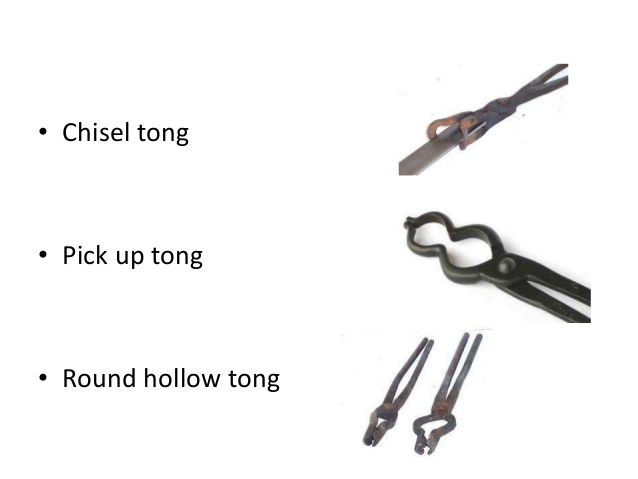 • Chisel tong
• Pick up tong
• Round hollow tong